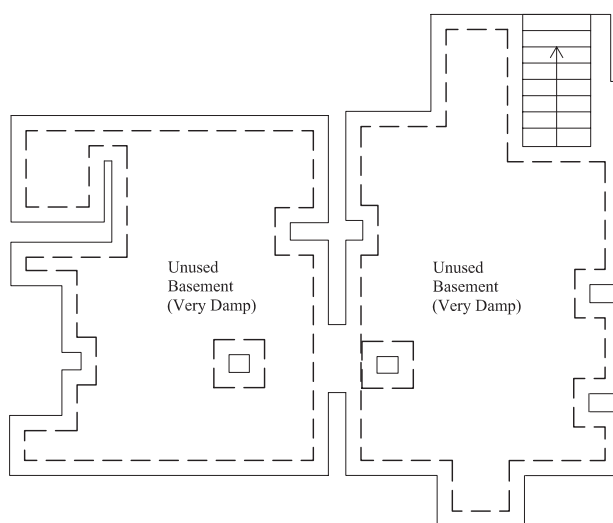 Unused
Basement
(Very Damp)
Unused
Basement
(Very Damp)